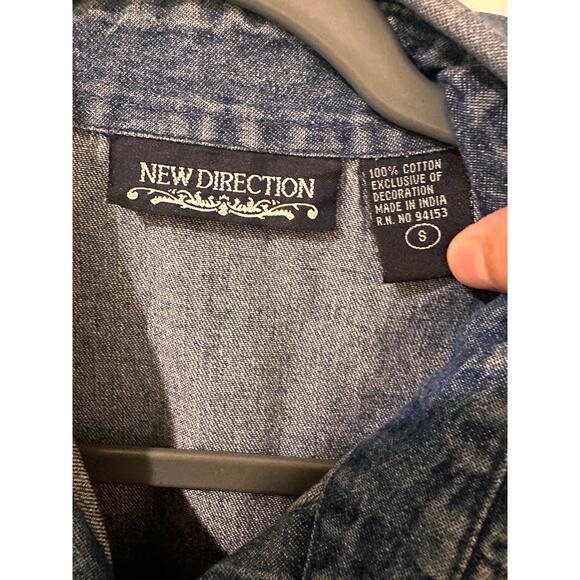 NEW DIRECTION
100% COTTON
EXCLUSIVE OF
DECORATION
MADE IN INDIA
R.N. NO 94153
S